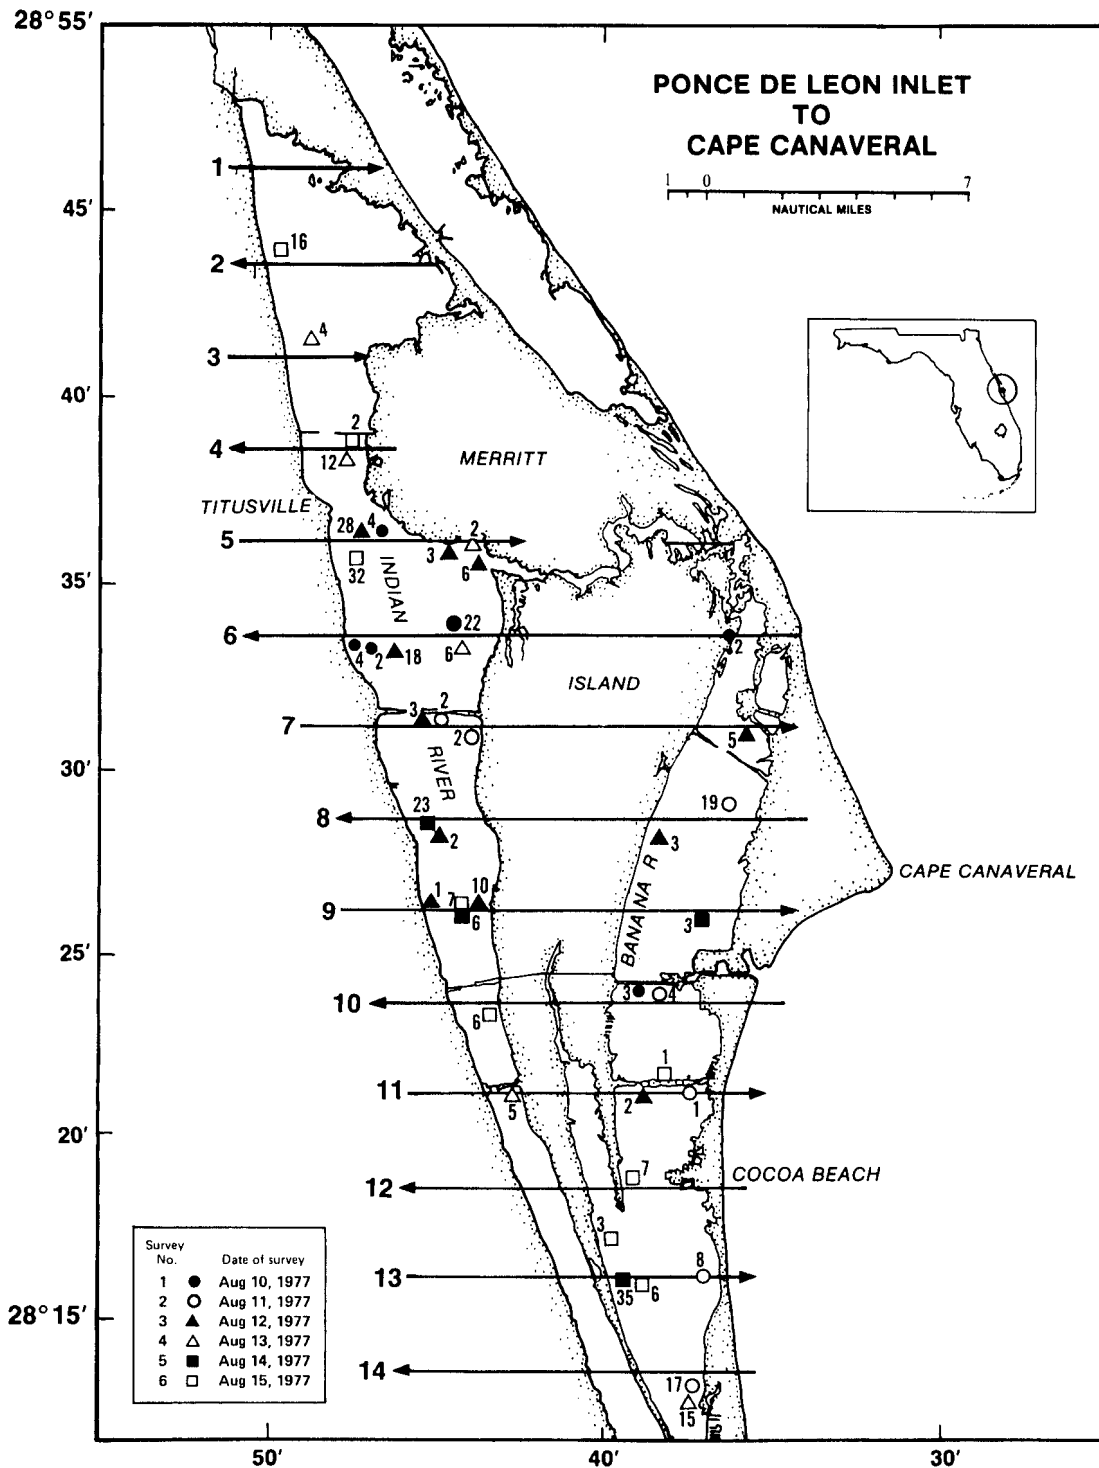 28°55′
PONCE DE LEON INLET
TO
CAPE CANAVERAL
1 0 7
NAUTICAL MILES
1
45′
16
2
4
3
40′
2
4
12
MERRITT
TITUSVILLE
28 4
5
2
3
6
32
35′
INDIAN
22
6
2
4 2 18 6
ISLAND
3 2
7
2
5
30′
RIVER
23
19
8
2
3
BANANA R
CAPE CANAVERAL
1 7 10
9
6
3
25′
3 4
10
6
1
11
5
2
1
20′
7
COCOA BEACH
12
3
8
13
35 6
28°15′
14
17
15
Survey
No. Date of survey
1 Aug 10, 1977
2 Aug 11, 1977
3 Aug 12, 1977
4 Aug 13, 1977
5 Aug 14, 1977
6 Aug 15, 1977
50′ 40′ 30′